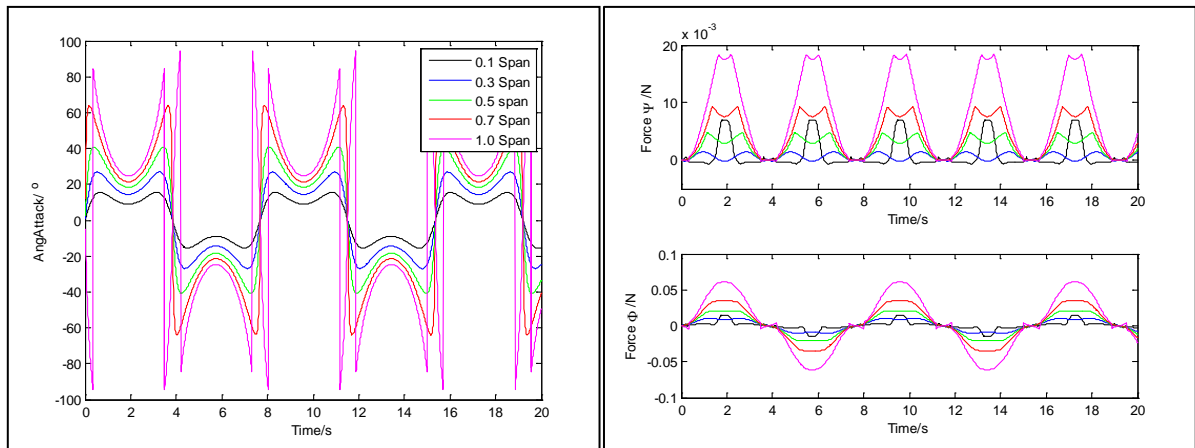 100
80
60
40
20
0
-20
-40
-60
-80
-100
AngAttack/ °
0 2 4 6 8 10 12 14 16 18 20
Time/s
0.1 Span
0.3 Span
0.5 span
0.7 Span
1.0 Span
x 10⁻³
20
10
0
Force Ψ /N
0 2 4 6 8 10 12 14 16 18 20
Time/s
0.1
0.05
0
-0.05
-0.1
Force Φ /N
0 2 4 6 8 10 12 14 16 18 20
Time/s